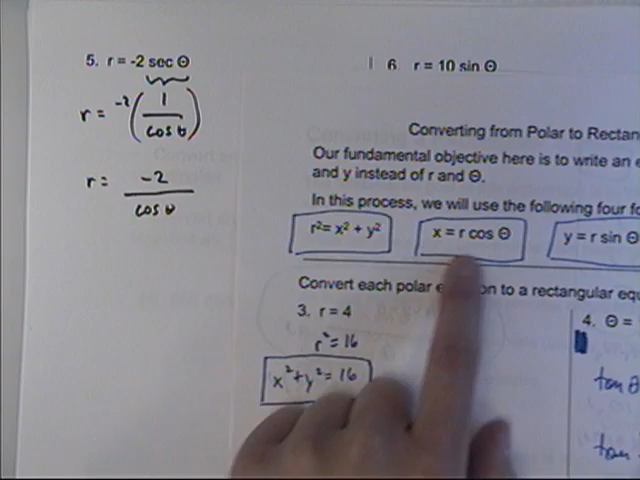 5. r = -2 sec Θ
r = -2 ( 1 / cos θ )
r = -2 / cos θ
6. r = 10 sin Θ
Converting from Polar to Rectan
Our fundamental objective here is to write an e
and y instead of r and Θ.
In this process, we will use the following four fo
r² = x² + y²
x = r cos Θ
y = r sin Θ
Convert each polar on to a rectangular equ
3. r = 4
r² = 16
x² + y² = 16
4. Θ =
tan θ
tan